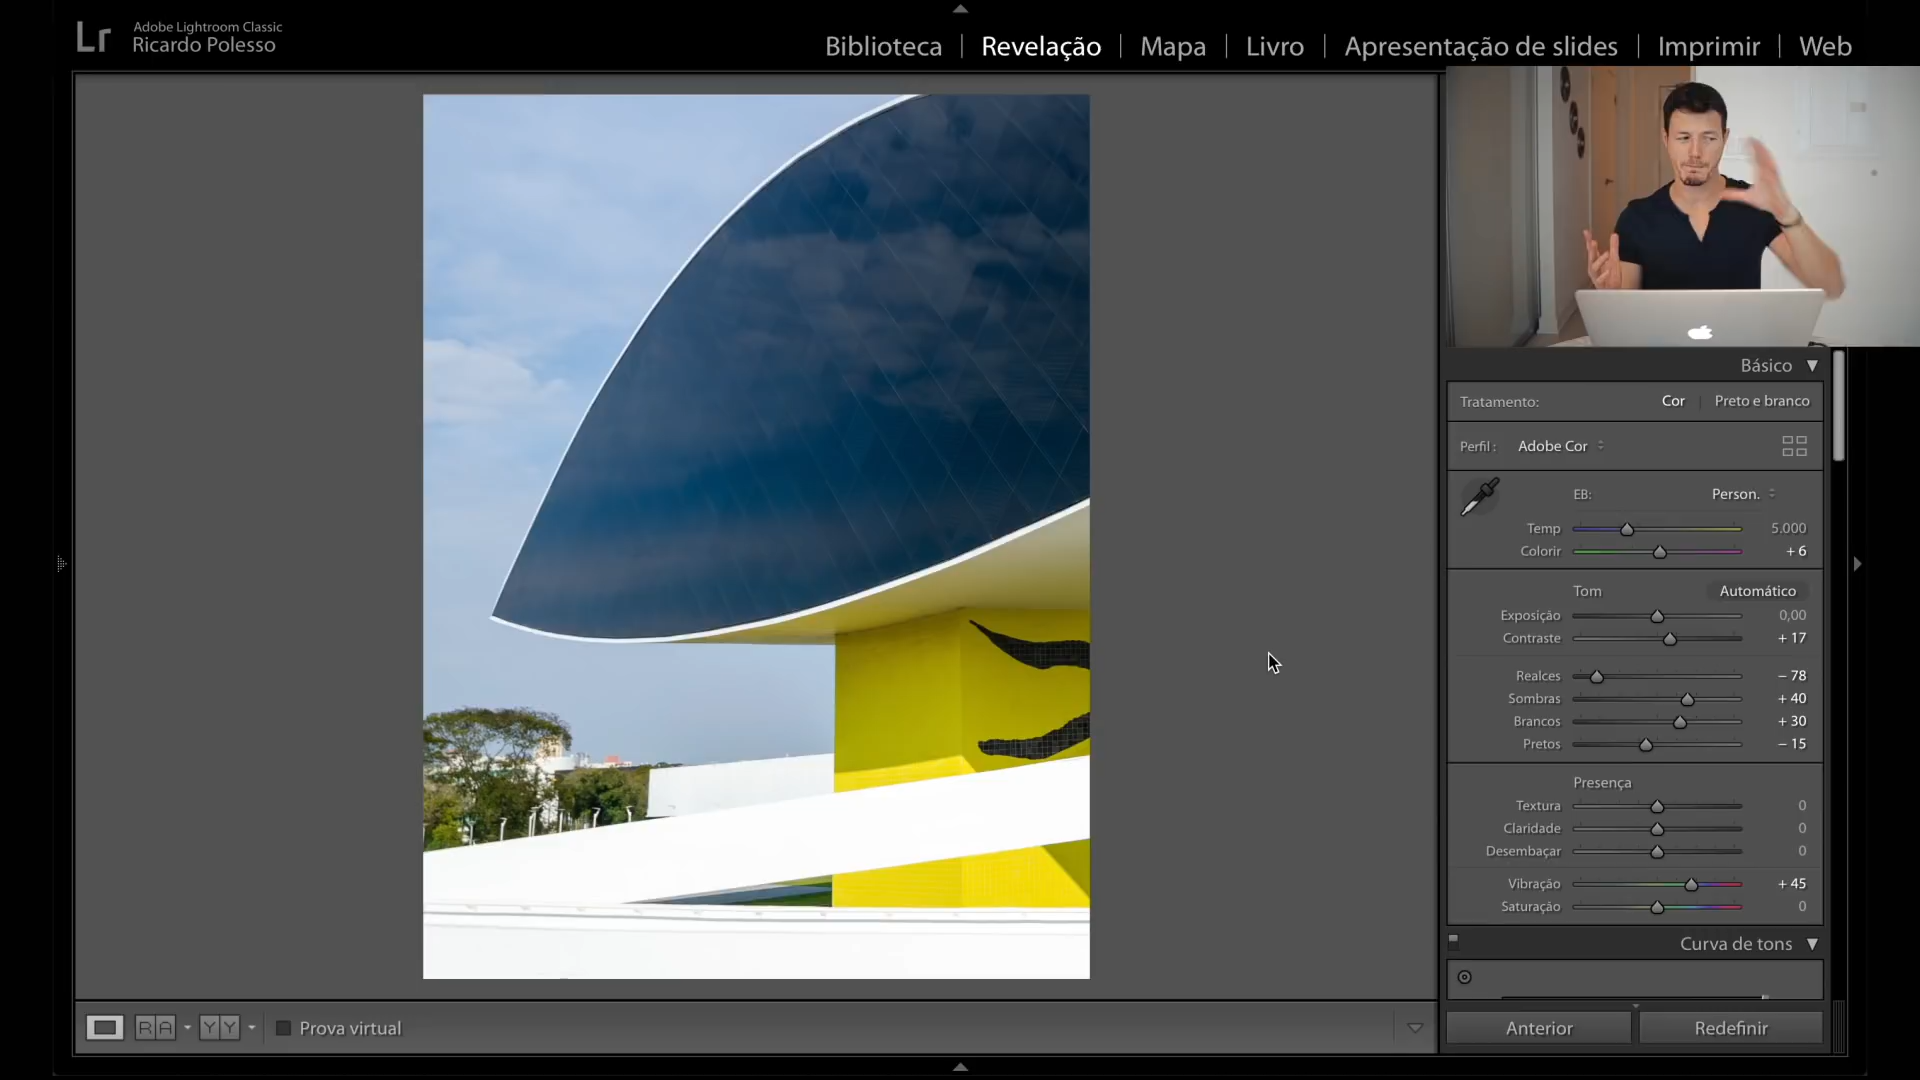 Lr
Adobe Lightroom Classic
Ricardo Polesso
Biblioteca | Revelação | Mapa | Livro | Apresentação de slides | Imprimir | Web
Básico
Tratamento: Cor | Preto e branco
Perfil: Adobe Cor
EB: Person.
Temp 5.000
Colorir + 6
Tom Automático
Exposição 0,00
Contraste + 17
Realces − 78
Sombras + 40
Brancos + 30
Pretos − 15
Presença
Textura 0
Claridade 0
Desembaçar 0
Vibração + 45
Saturação 0
Curva de tons
RA YY Prova virtual
Anterior Redefinir